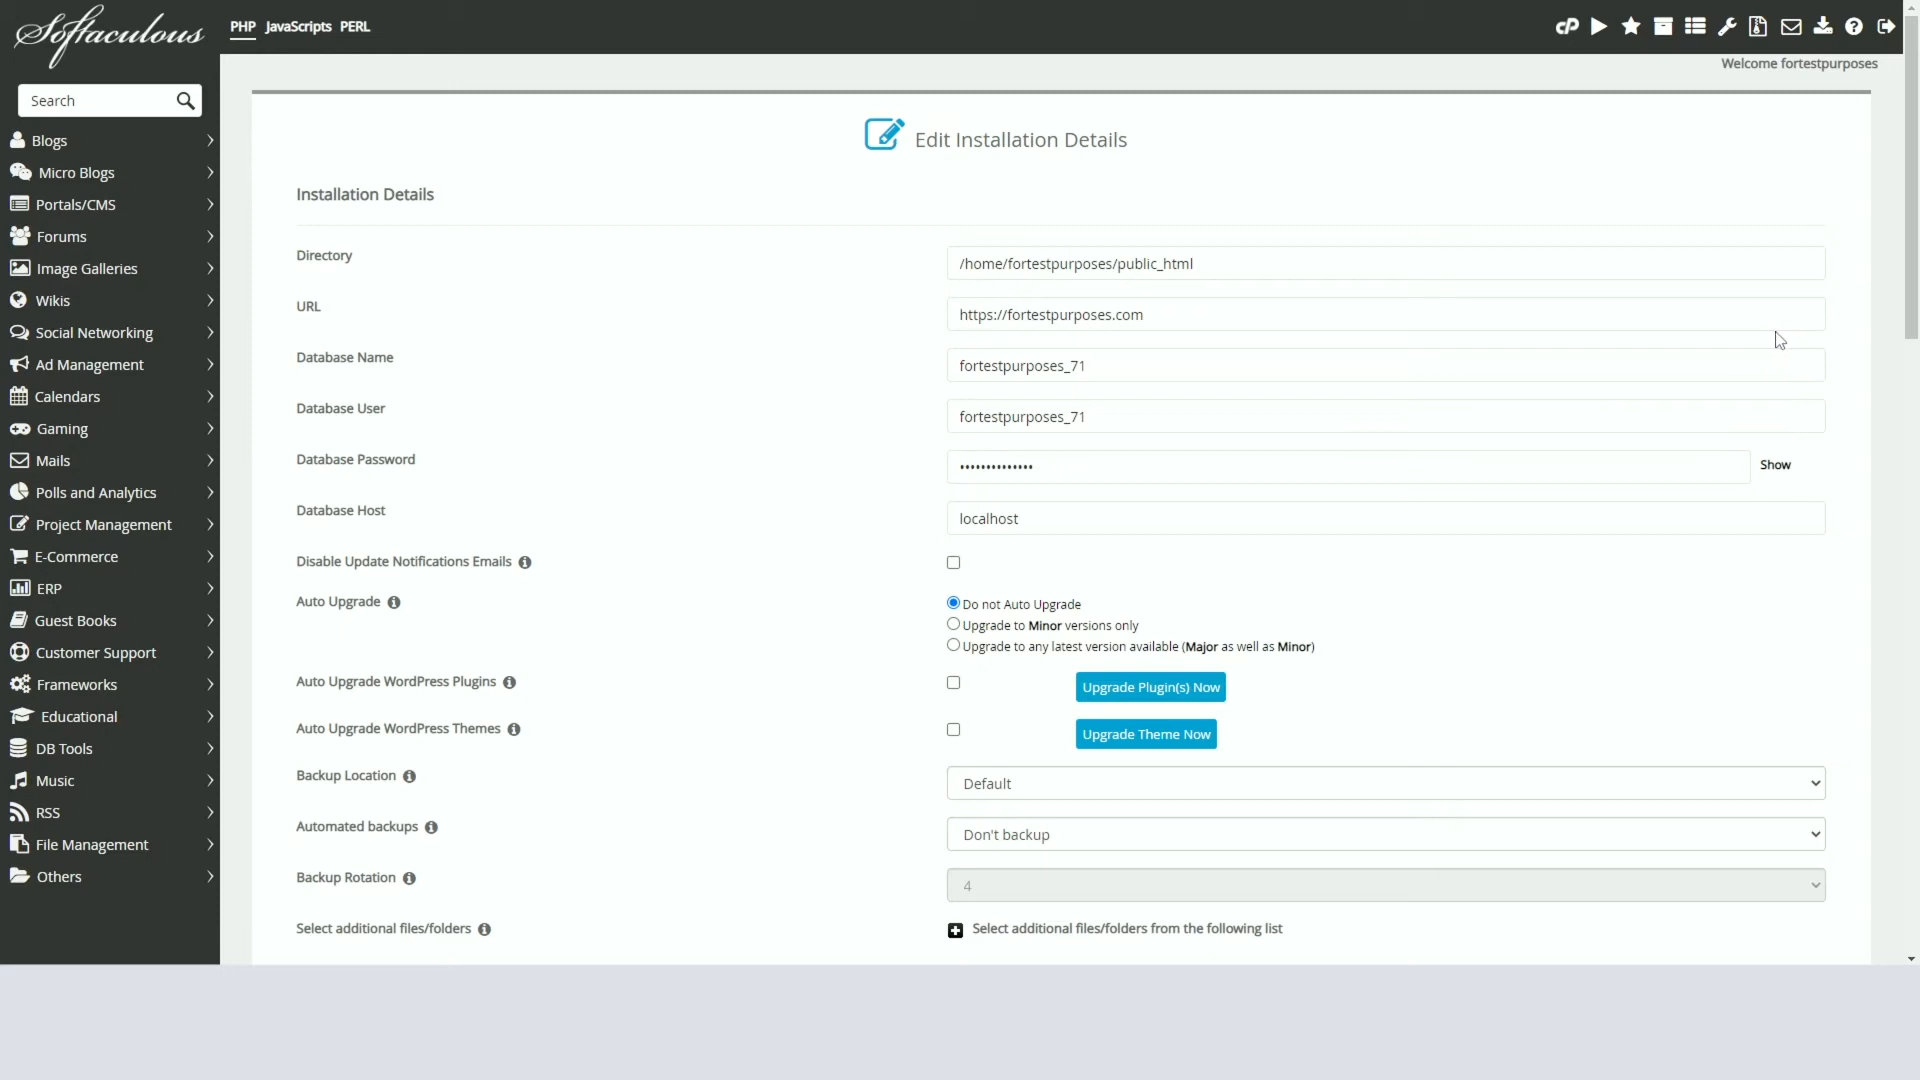 Softaculous
PHP JavaScripts PERL
cP
Welcome fortestpurposes
Search
Blogs
Micro Blogs
Portals/CMS
Forums
Image Galleries
Wikis
Social Networking
Ad Management
Calendars
Gaming
Mails
Polls and Analytics
Project Management
E-Commerce
ERP
Guest Books
Customer Support
Frameworks
Educational
DB Tools
Music
RSS
File Management
Others
Edit Installation Details
Installation Details
Directory
/home/fortestpurposes/public_html
URL
https://fortestpurposes.com
Database Name
fortestpurposes_71
Database User
fortestpurposes_71
Database Password
•••••••••••••• Show
Database Host
localhost
Disable Update Notifications Emails
Auto Upgrade
Do not Auto Upgrade
Upgrade to Minor versions only
Upgrade to any latest version available (Major as well as Minor)
Auto Upgrade WordPress Plugins
Upgrade Plugin(s) Now
Auto Upgrade WordPress Themes
Upgrade Theme Now
Backup Location
Default
Automated backups
Don't backup
Backup Rotation
4
Select additional files/folders
Select additional files/folders from the following list